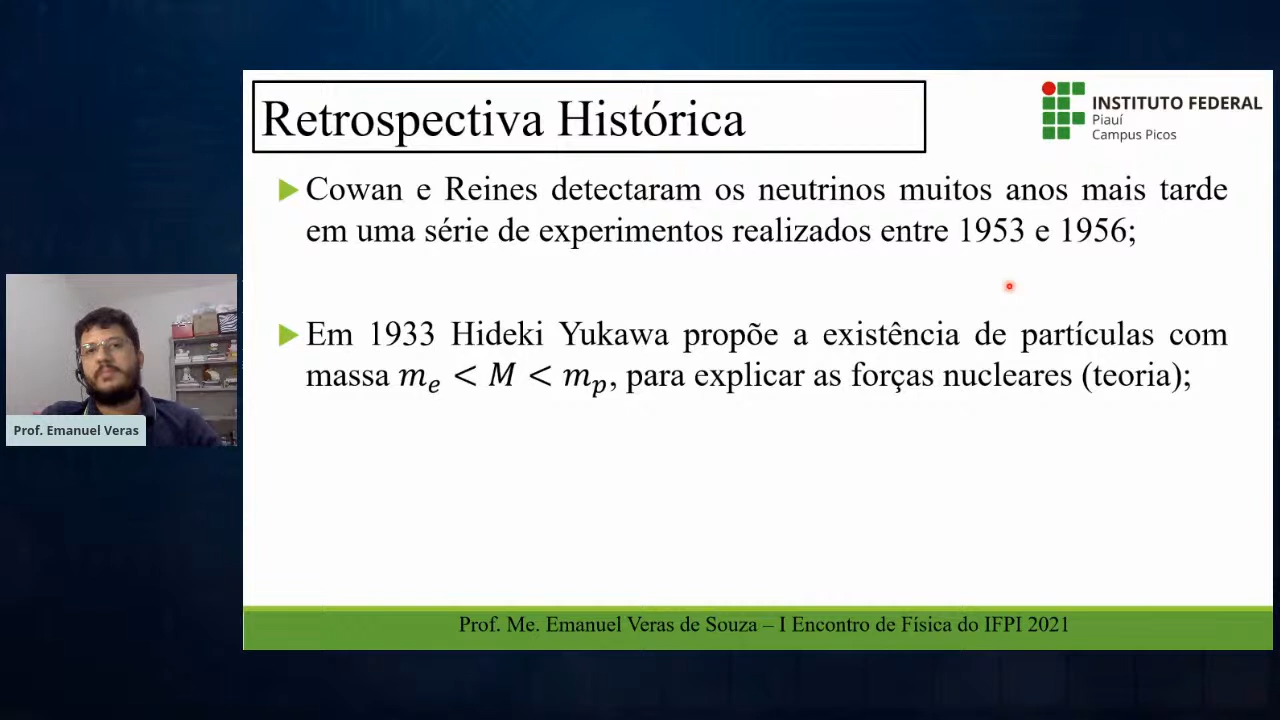 Retrospectiva Histórica
INSTITUTO FEDERAL
Piauí
Campus Picos
Cowan e Reines detectaram os neutrinos muitos anos mais tarde
em uma série de experimentos realizados entre 1953 e 1956;
Em 1933 Hideki Yukawa propõe a existência de partículas com
massa 𝑚ₑ < 𝑀 < 𝑚ₚ, para explicar as forças nucleares (teoria);
Prof. Emanuel Veras
Prof. Me. Emanuel Veras de Souza – I Encontro de Física do IFPI 2021